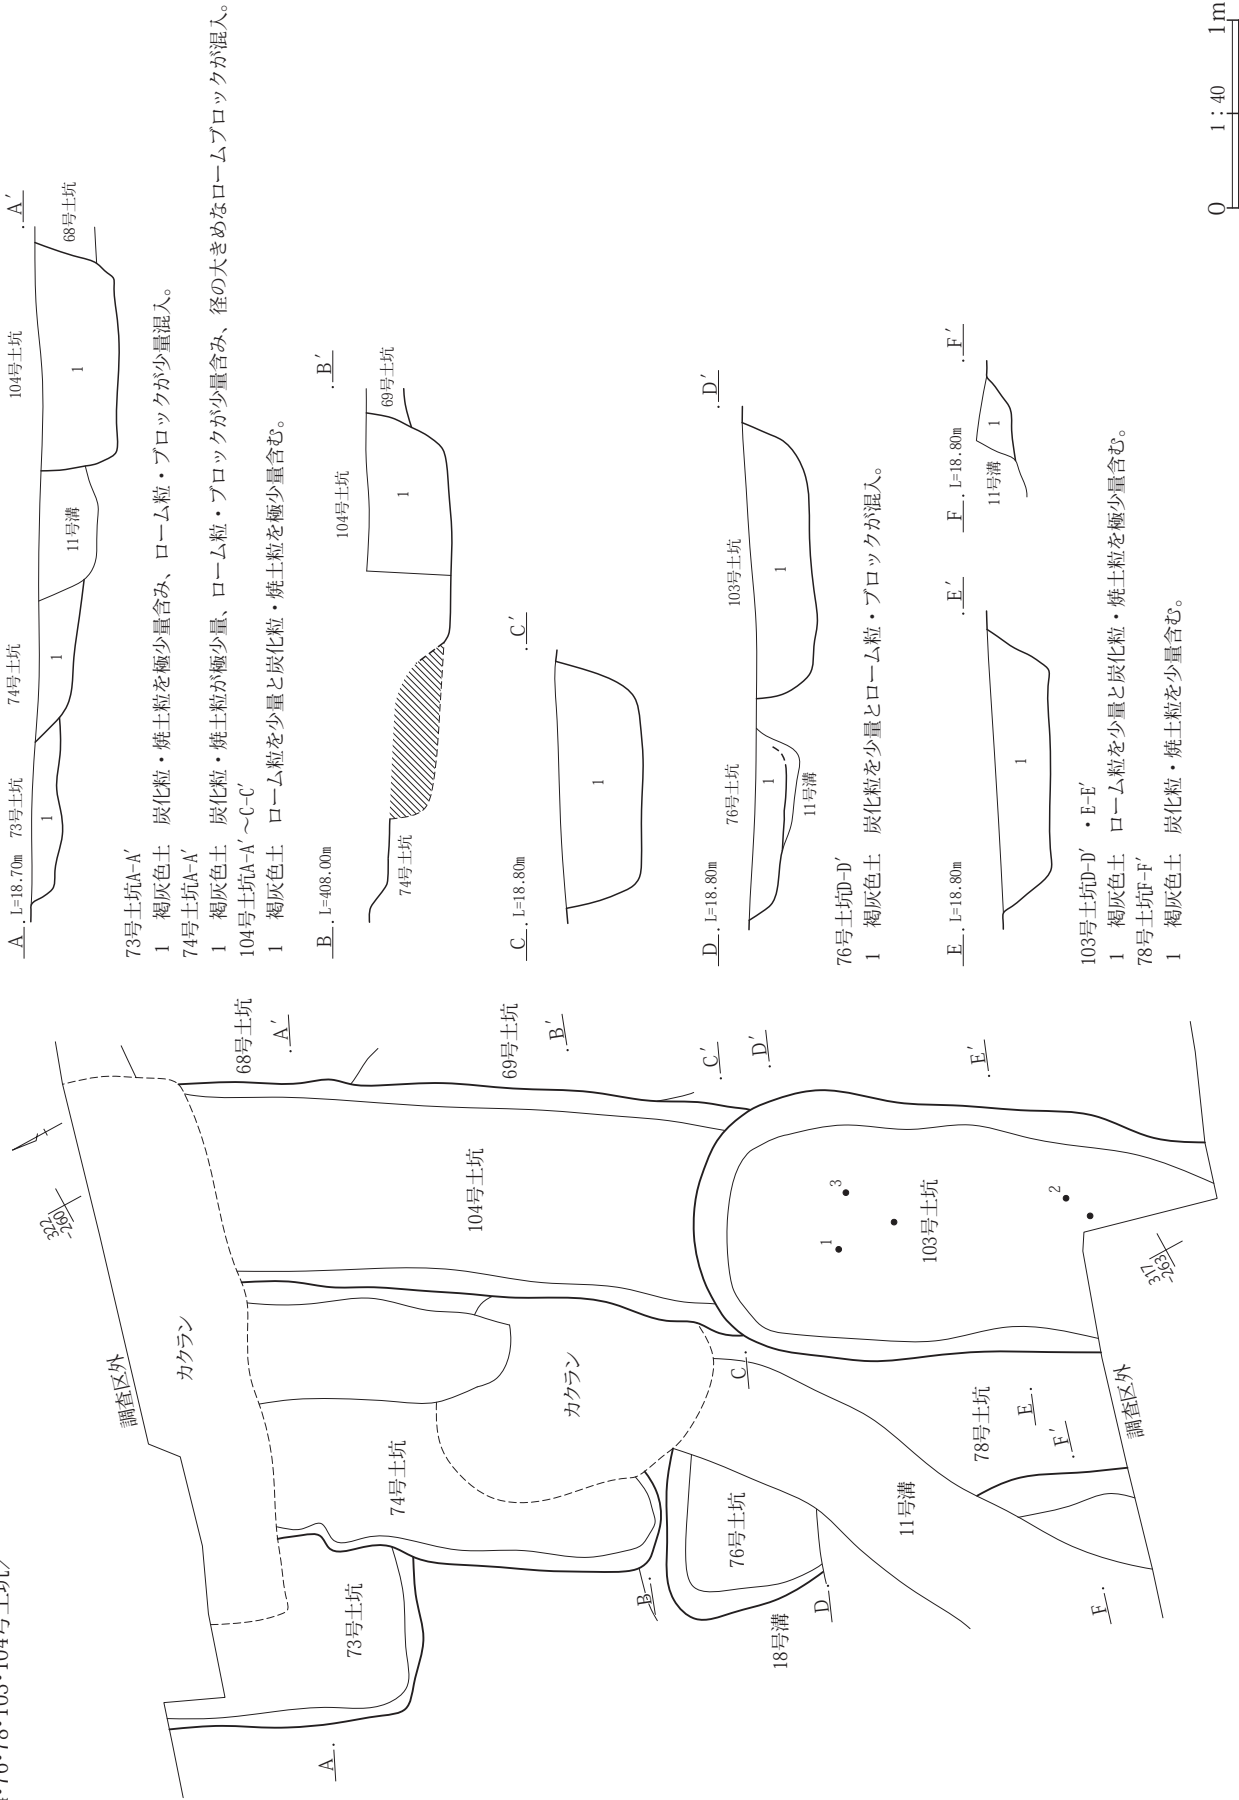 ・76・78・103・104号土坑
A . L=18.70m
. A′
73号土坑
74号土坑
104号土坑
68号土坑
11号溝
1
1
1
73号土坑A-A′
1 褐灰色土 炭化粒・焼土粒を極少量含み、ローム粒・ブロックが少量混入。
74号土坑A-A′
1 褐灰色土 炭化粒・焼土粒が極少量、ローム粒・ブロックが少量含み、径の大きめなロームブロックが混入。
104号土坑A-A′～C-C′
1 褐灰色土 ローム粒を少量と炭化粒・焼土粒を極少量含む。
B . L=408.00m
. B′
74号土坑
104号土坑
69号土坑
1
C . L=18.80m
. C′
1
D . L=18.80m
. D′
76号土坑
103号土坑
11号溝
1
1
76号土坑D-D′
1 褐灰色土 炭化粒を少量とローム粒・ブロックが混入。
E . L=18.80m
. E′
1
F . L=18.80m
. F′
11号溝
1
103号土坑D-D′・E-E′
1 褐灰色土 ローム粒を少量と炭化粒・焼土粒を極少量含む。
78号土坑F-F′
1 褐灰色土 炭化粒・焼土粒を少量含む。
0 1：40 1m
322
-260
調査区外
カクラン
68号土坑
. A′
69号土坑
. B′
. C′
. D′
. E′
104号土坑
カクラン
74号土坑
73号土坑
A .
B .
C .
76号土坑
D .
18号溝
11号溝
103号土坑
1
3
2
78号土坑
E .
F′ .
F .
317
-263
調査区外